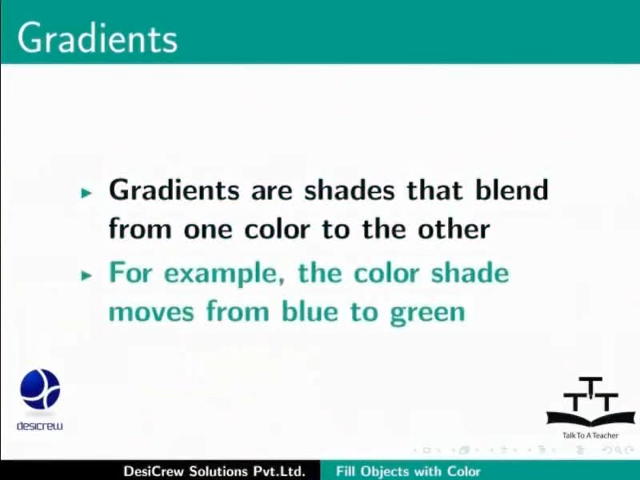 Gradients
Gradients are shades that blend
from one color to the other
For example, the color shade
moves from blue to green
desicrew
TTT
Talk To A Teacher
DesiCrew Solutions Pvt.Ltd.
Fill Objects with Color